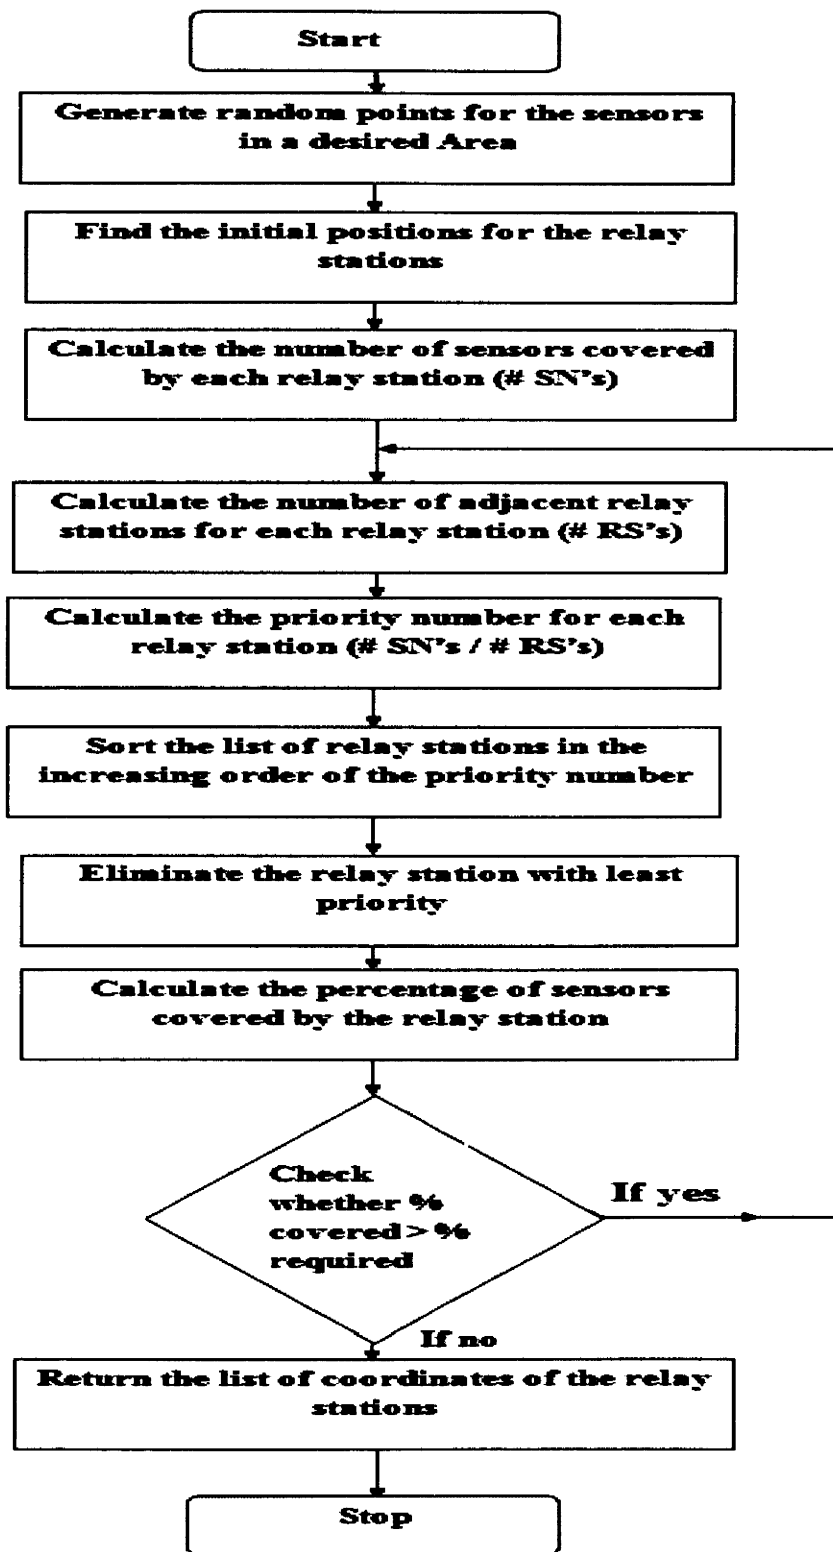 Start
Generate random points for the sensors
in a desired Area
Find the initial positions for the relay
stations
Calculate the number of sensors covered
by each relay station (# SN's)
Calculate the number of adjacent relay
stations for each relay station (# RS's)
Calculate the priority number for each
relay station (# SN's / # RS's)
Sort the list of relay stations in the
increasing order of the priority number
Eliminate the relay station with least
priority
Calculate the percentage of sensors
covered by the relay station
Check
whether %
covered > %
required
If yes
If no
Return the list of coordinates of the relay
stations
Stop